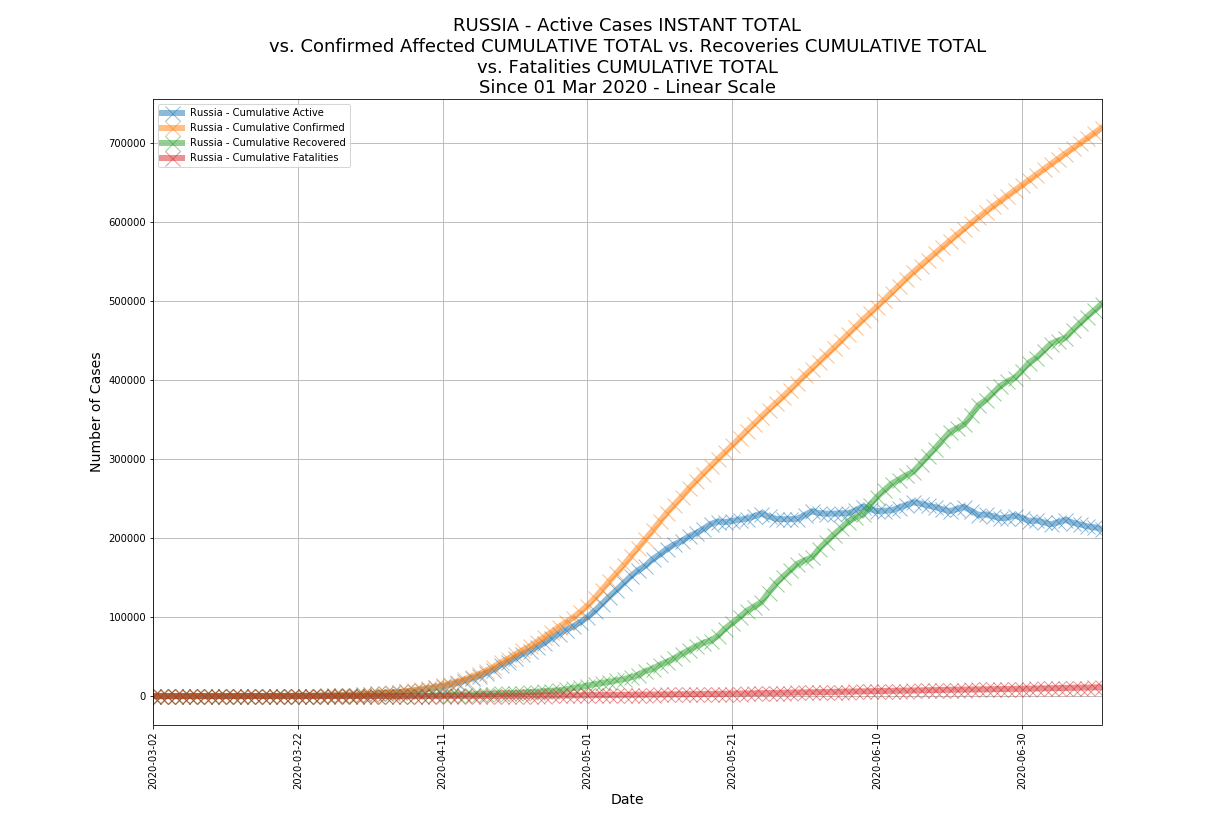 RUSSIA - Active Cases INSTANT TOTAL
vs. Confirmed Affected CUMULATIVE TOTAL vs. Recoveries CUMULATIVE TOTAL
vs. Fatalities CUMULATIVE TOTAL
Since 01 Mar 2020 - Linear Scale
Russia - Cumulative Active
Russia - Cumulative Confirmed
Russia - Cumulative Recovered
Russia - Cumulative Fatalities
Number of Cases
700000
600000
500000
400000
300000
200000
100000
0
2020-03-02
2020-03-22
2020-04-11
2020-05-01
2020-05-21
2020-06-10
2020-06-30
Date